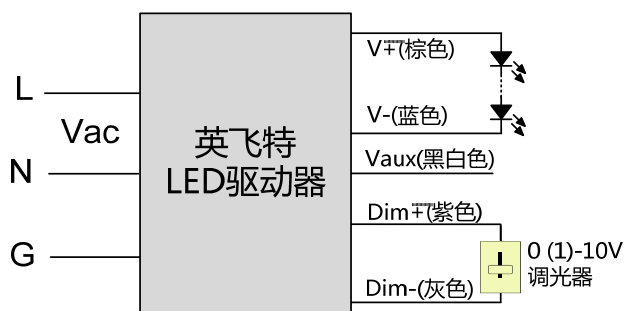 L
Vac
N
G
英飞特
LED驱动器
V+(棕色)
V-(蓝色)
Vaux(黑白色)
Dim+(紫色)
Dim-(灰色)
0 (1)-10V
调光器